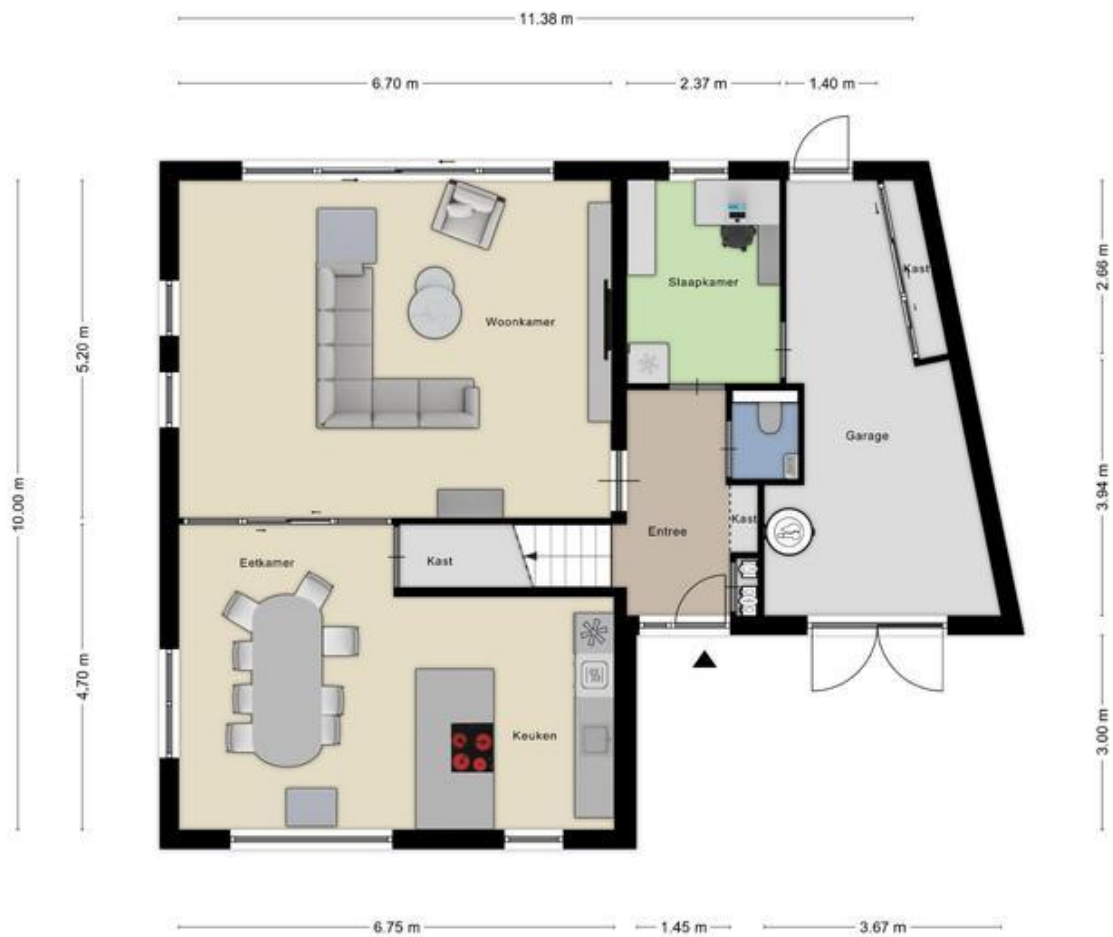 11.38 m
6.70 m
2.37 m
1.40 m
Slaapkamer
Kast
2.66 m
Woonkamer
5.20 m
Garage
10.00 m
3.94 m
Kast
Entree
Eetkamer
Kast
4.70 m
Keuken
3.00 m
6.75 m
1.45 m
3.67 m